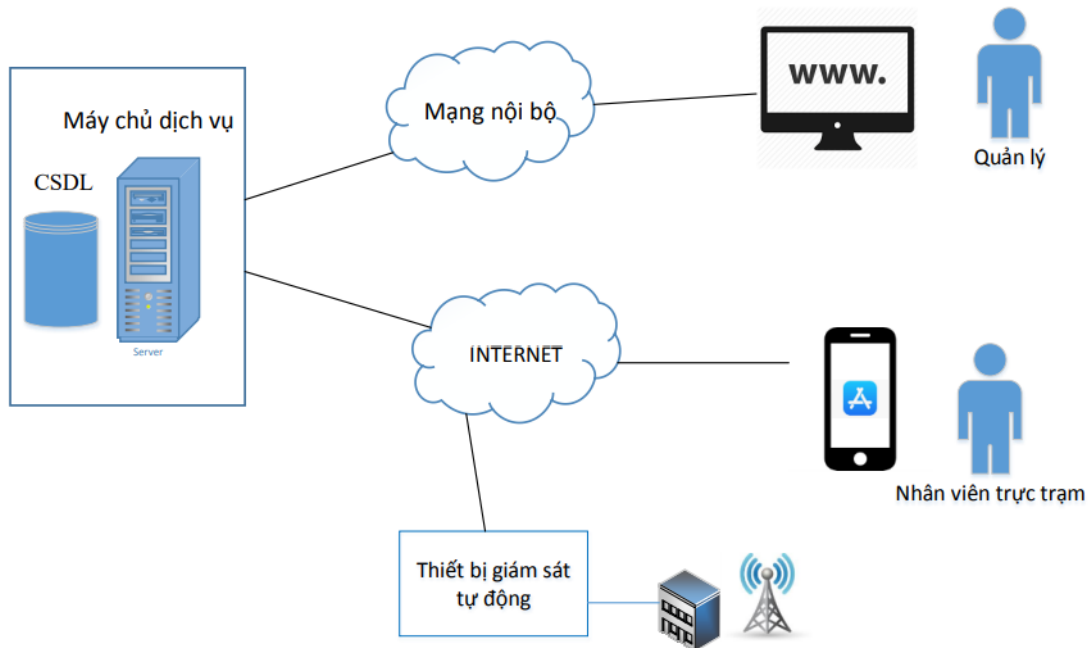 Máy chủ dịch vụ
CSDL
Server
Mạng nội bộ
www.
Quản lý
INTERNET
Nhân viên trực trạm
Thiết bị giám sát
tự động